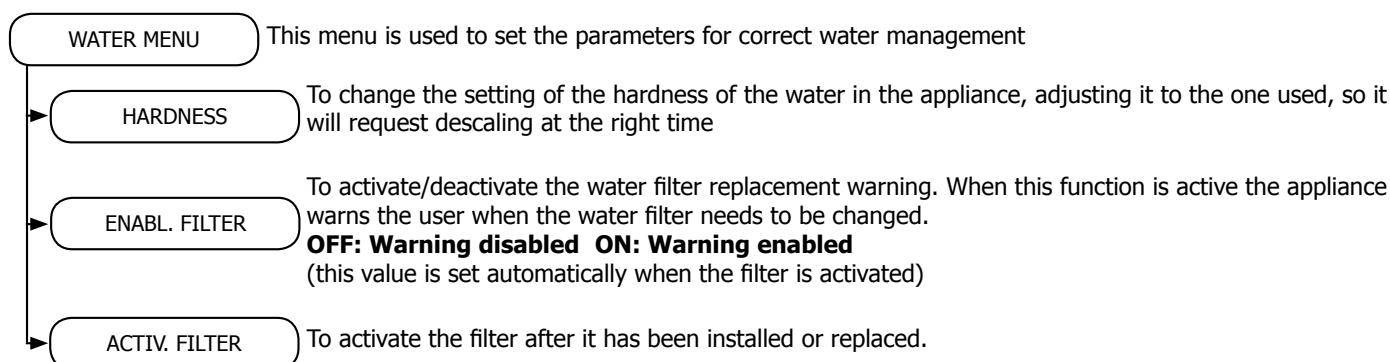 WATER MENU
This menu is used to set the parameters for correct water management
HARDNESS
To change the setting of the hardness of the water in the appliance, adjusting it to the one used, so it
will request descaling at the right time
ENABL. FILTER
To activate/deactivate the water filter replacement warning. When this function is active the appliance
warns the user when the water filter needs to be changed.
OFF: Warning disabled ON: Warning enabled
(this value is set automatically when the filter is activated)
ACTIV. FILTER
To activate the filter after it has been installed or replaced.